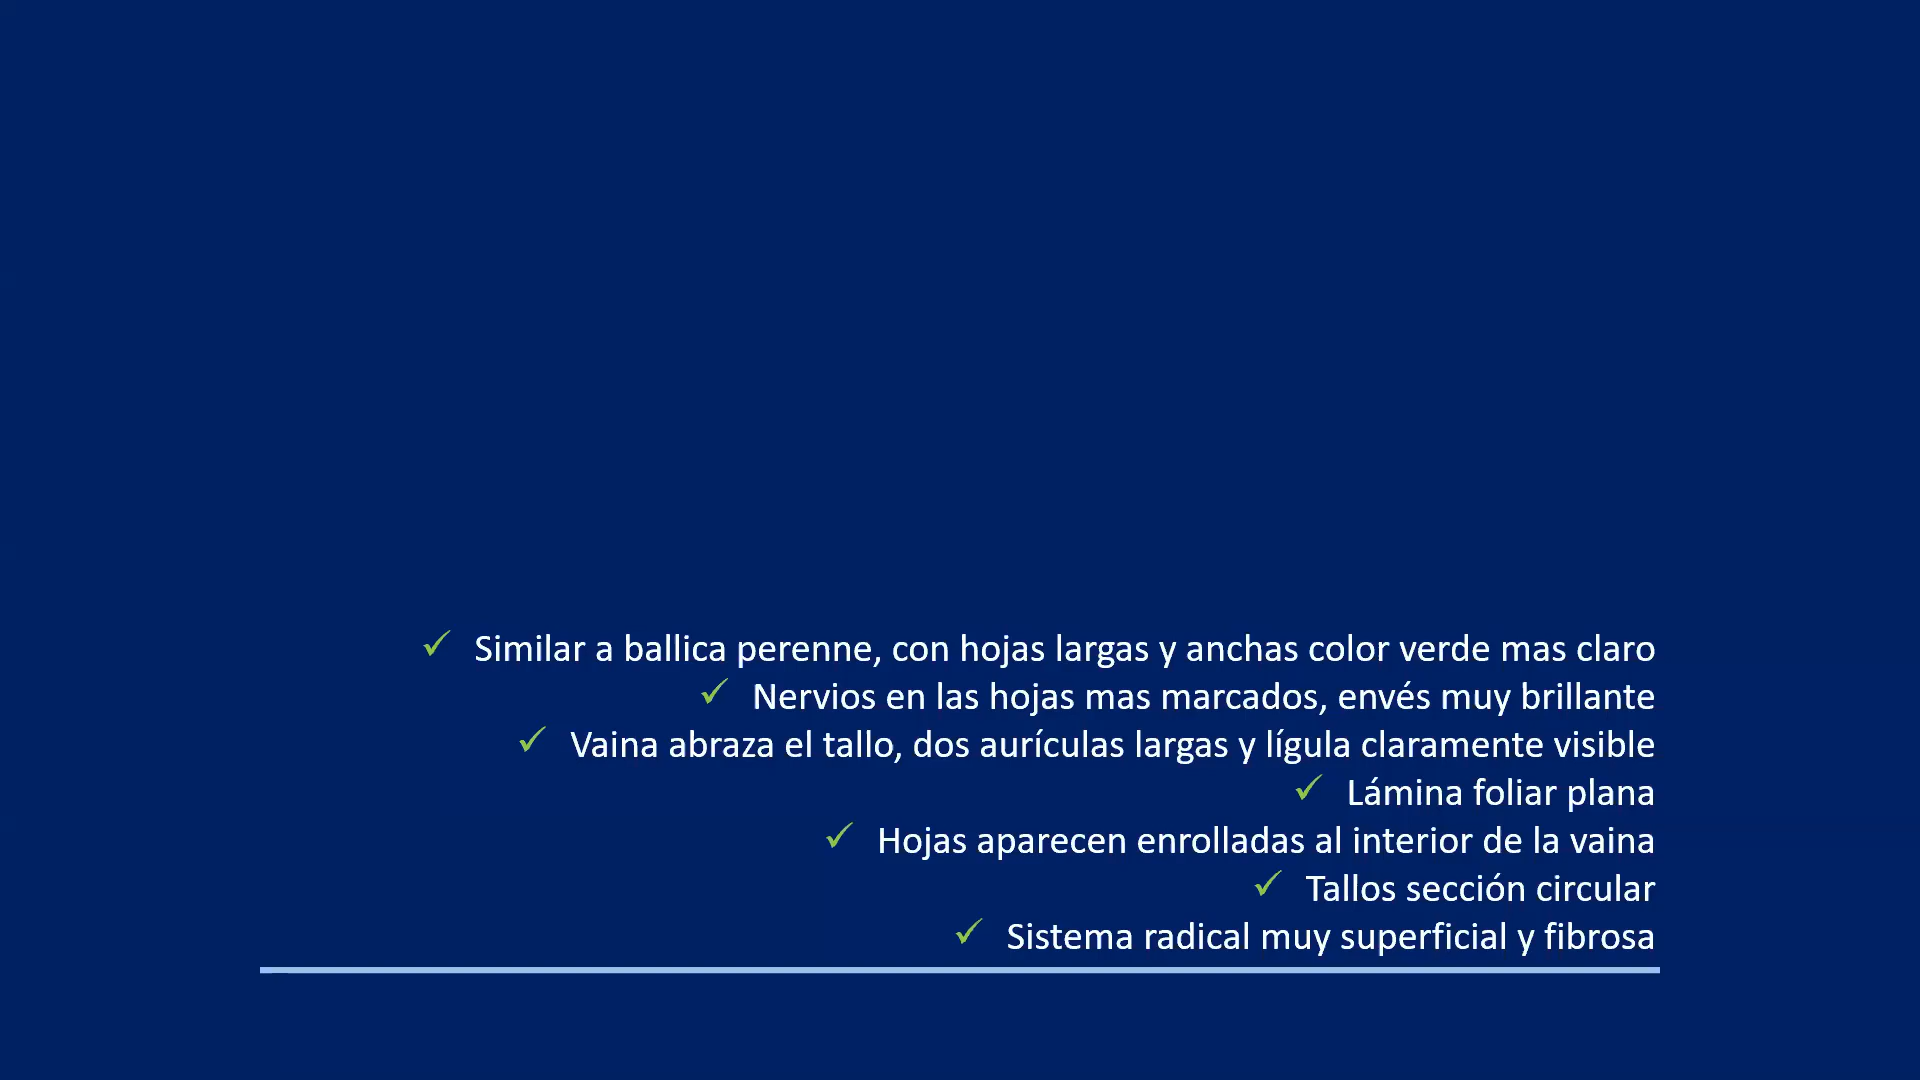 ✓ Similar a ballica perenne, con hojas largas y anchas color verde mas claro
✓ Nervios en las hojas mas marcados, envés muy brillante
✓ Vaina abraza el tallo, dos aurículas largas y lígula claramente visible
✓ Lámina foliar plana
✓ Hojas aparecen enrolladas al interior de la vaina
✓ Tallos sección circular
✓ Sistema radical muy superficial y fibrosa